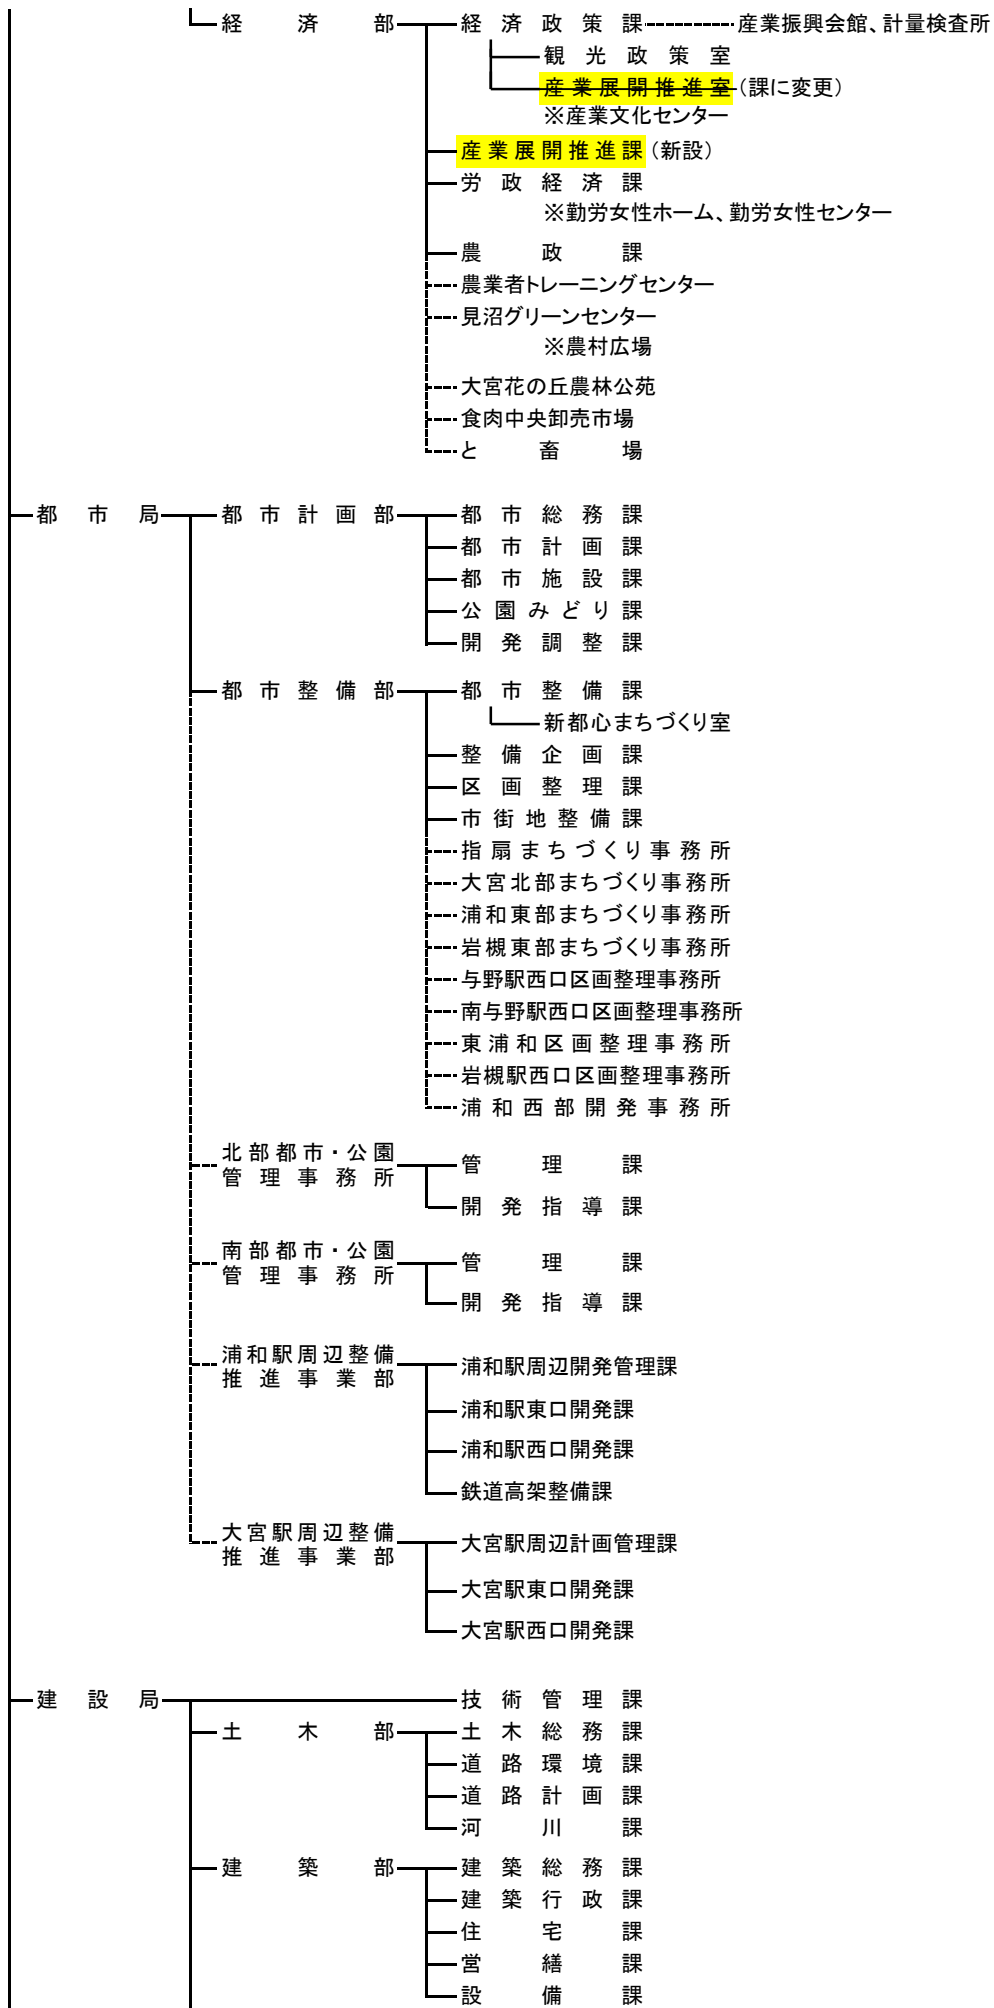 経済部 経済政策課 産業振興会館、計量検査所
観光政策室
産業展開推進室(課に変更)
※産業文化センター
産業展開推進課(新設)
労政経済課
※勤労女性ホーム、勤労女性センター
農政課
農業者トレーニングセンター
見沼グリーンセンター
※農村広場
大宮花の丘農林公苑
食肉中央卸売市場
と畜場
都市局 都市計画部 都市総務課
都市計画課
都市施設課
公園みどり課
開発調整課
都市整備部 都市整備課
新都心まちづくり室
整備企画課
区画整理課
市街地整備課
指扇まちづくり事務所
大宮北部まちづくり事務所
浦和東部まちづくり事務所
岩槻東部まちづくり事務所
与野駅西口区画整理事務所
南与野駅西口区画整理事務所
東浦和区画整理事務所
岩槻駅西口区画整理事務所
浦和西部開発事務所
北部都市・公園
管理事務所
管理課
開発指導課
南部都市・公園
管理事務所
管理課
開発指導課
浦和駅周辺整備
推進事業部
浦和駅周辺開発管理課
浦和駅東口開発課
浦和駅西口開発課
鉄道高架整備課
大宮駅周辺整備
推進事業部
大宮駅周辺計画管理課
大宮駅東口開発課
大宮駅西口開発課
建設局 技術管理課
土木部 土木総務課
道路環境課
道路計画課
河川課
建築部 建築総務課
建築行政課
住宅課
営繕課
設備課